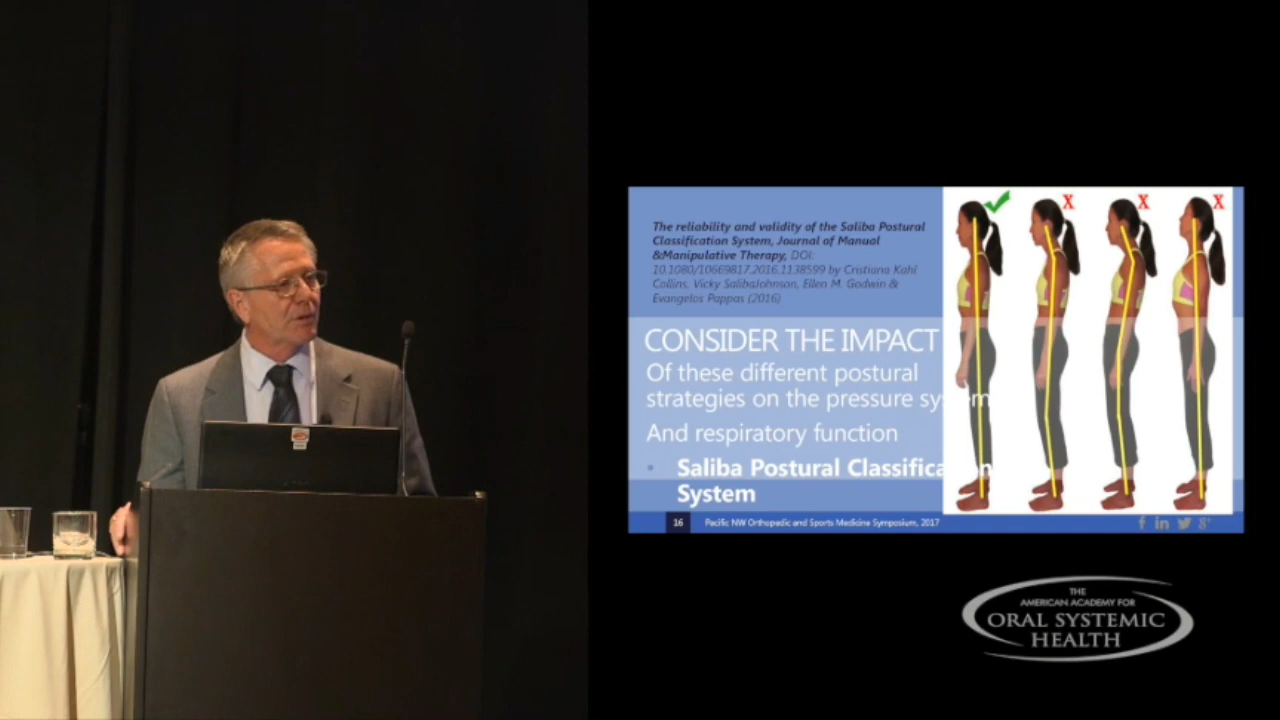 The reliability and validity of the Saliba Postural
Classification System, Journal of Manual
&Manipulative Therapy, DOI:
10.1080/10669817.2016.1138599 by Cristiana Kahl
Collins, Vicky SalibaJohnson, Ellen M. Godwin &
Evangelos Pappas (2016)
X X X
CONSIDER THE IMPACT
Of these different postural
strategies on the pressure system
And respiratory function
• Saliba Postural Classification
System
16 Pacific NW Orthopedic and Sports Medicine Symposium, 2017
f in g+
THE
AMERICAN ACADEMY FOR
ORAL SYSTEMIC
HEALTH